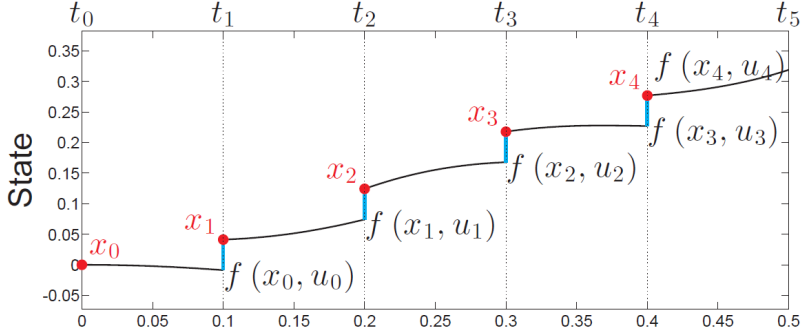 t₀ t₁ t₂ t₃ t₄ t₅
0.35
0.3
0.25
0.2
0.15
0.1
0.05
0
-0.05
State
x₀
x₁
x₂
x₃
x₄
f (x₀, u₀)
f (x₁, u₁)
f (x₂, u₂)
f (x₃, u₃)
f (x₄, u₄)
0 0.05 0.1 0.15 0.2 0.25 0.3 0.35 0.4 0.45 0.5